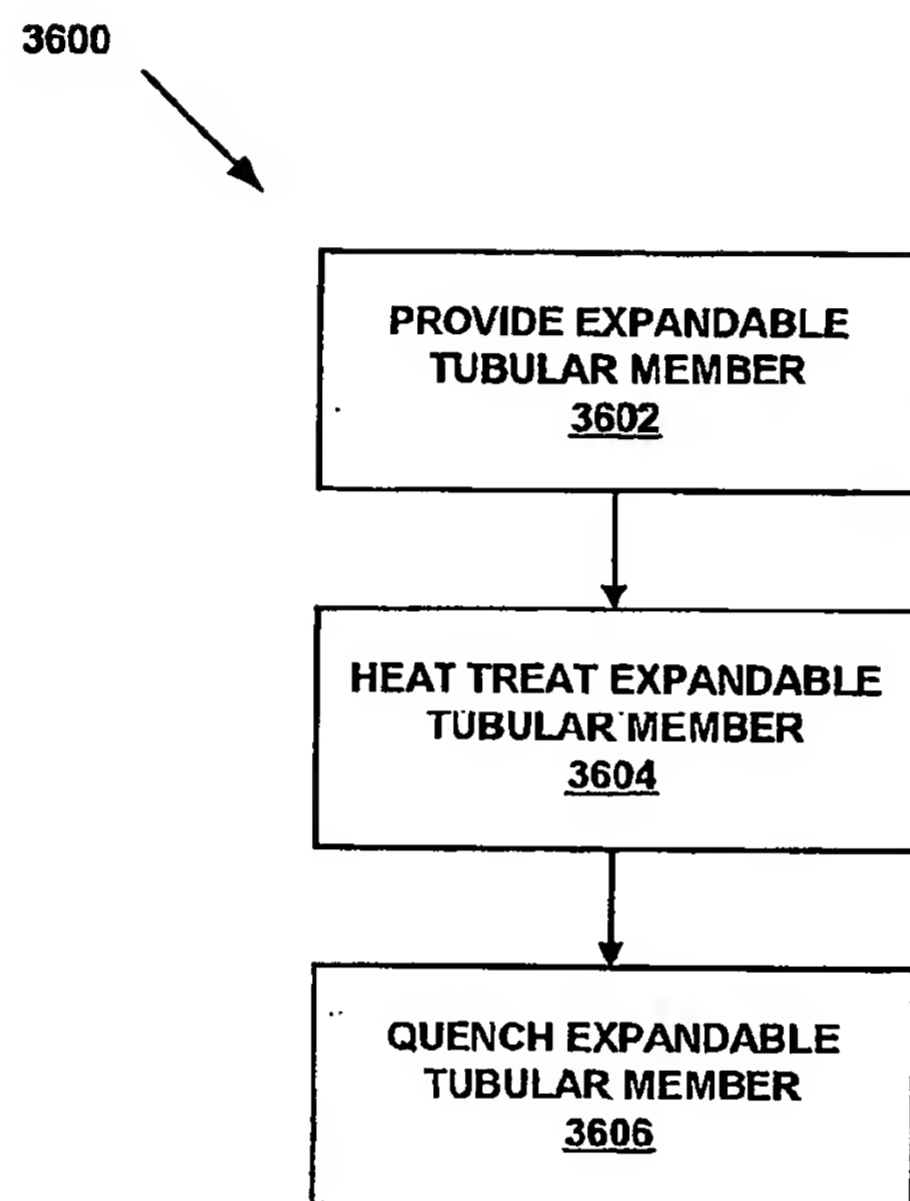 3600
PROVIDE EXPANDABLE
TUBULAR MEMBER
3602
HEAT TREAT EXPANDABLE
TUBULAR MEMBER
3604
QUENCH EXPANDABLE
TUBULAR MEMBER
3606